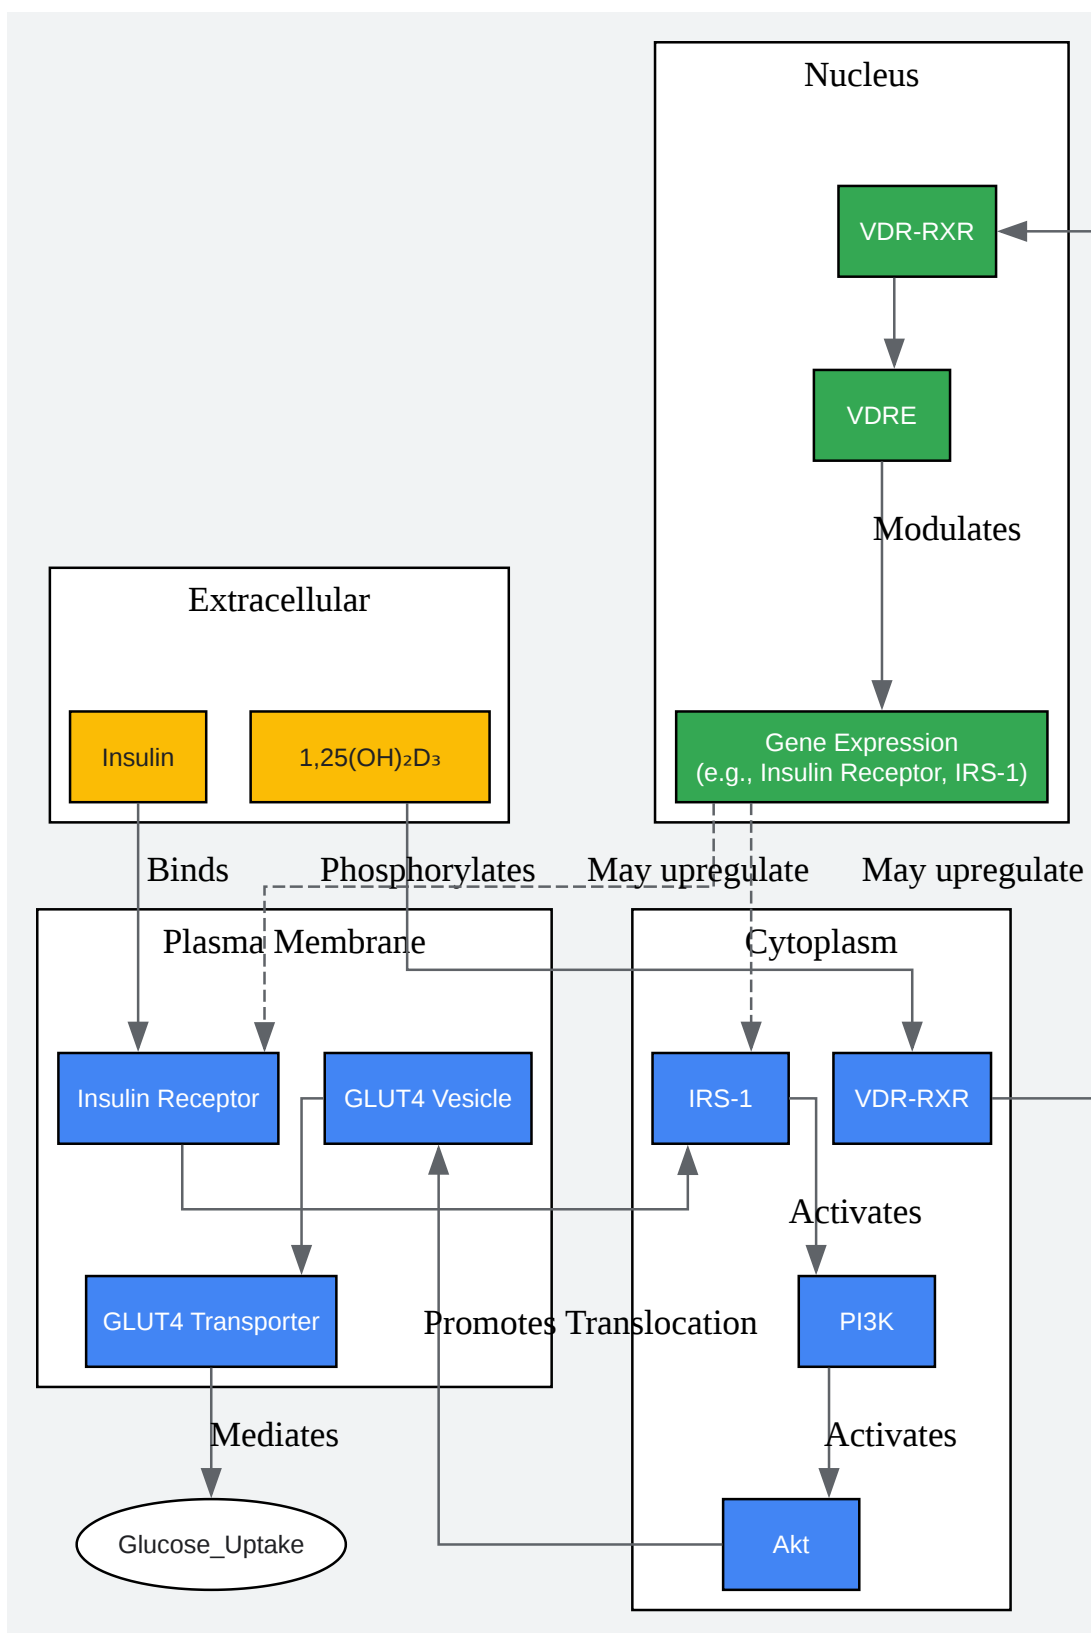 Nucleus
VDR-RXR
VDRE
Modulates
Extracellular
Insulin
1,25(OH)₂D₃
Gene Expression
(e.g., Insulin Receptor, IRS-1)
Binds
Phosphorylates
May upregulate
May upregulate
Plasma Membrane
Cytoplasm
Insulin Receptor
GLUT4 Vesicle
IRS-1
VDR-RXR
Activates
GLUT4 Transporter
Promotes Translocation
PI3K
Mediates
Activates
Glucose_Uptake
Akt